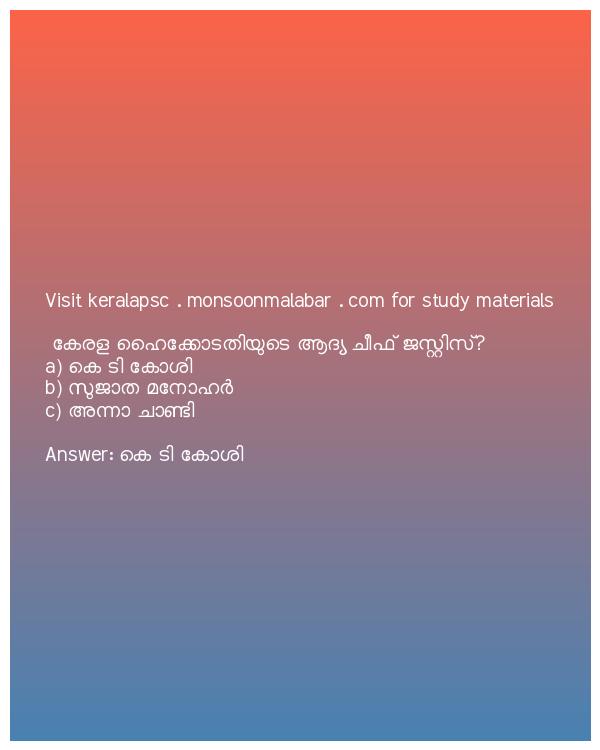 Visit keralapsc . monsoonmalabar . com for study materials
കേരള ഹൈക്കോടതിയുടെ ആദ്യ ചീഫ് ജസ്റ്റിസ്?
a) കെ ടി കോശി
b) സുജാത മനോഹർ
c) അന്നാ ചാണ്ടി
Answer: കെ ടി കോശി